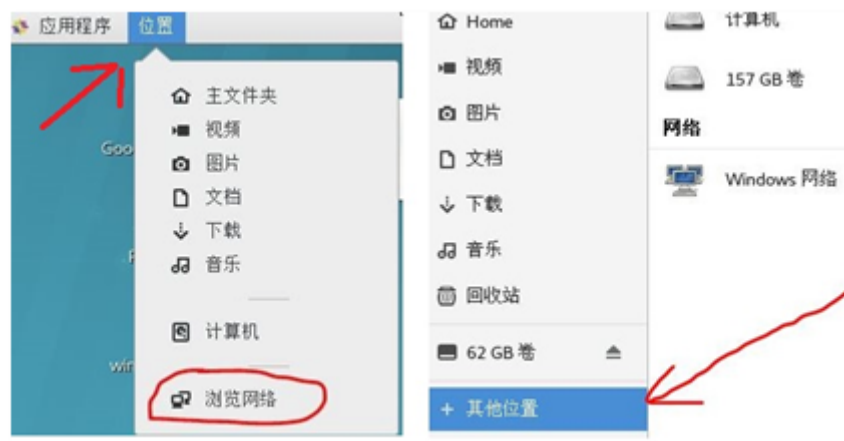 应用程序 位置
主文件夹
视频
图片
文档
下载
音乐
计算机
浏览网络
Goo
win
Home
视频
图片
文档
下载
音乐
回收站
62 GB 卷
+ 其他位置
计算机
157 GB 卷
网络
Windows 网络